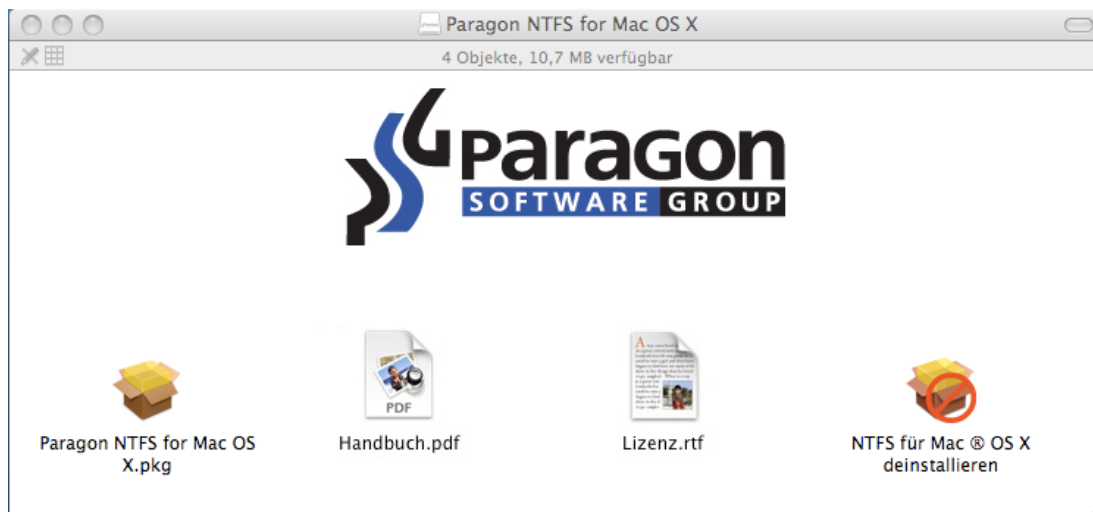 Paragon NTFS for Mac OS X
4 Objekte, 10,7 MB verfügbar
Paragon
SOFTWARE GROUP
PDF
Paragon NTFS for Mac OS
X.pkg
Handbuch.pdf
Lizenz.rtf
NTFS für Mac ® OS X
deinstallieren